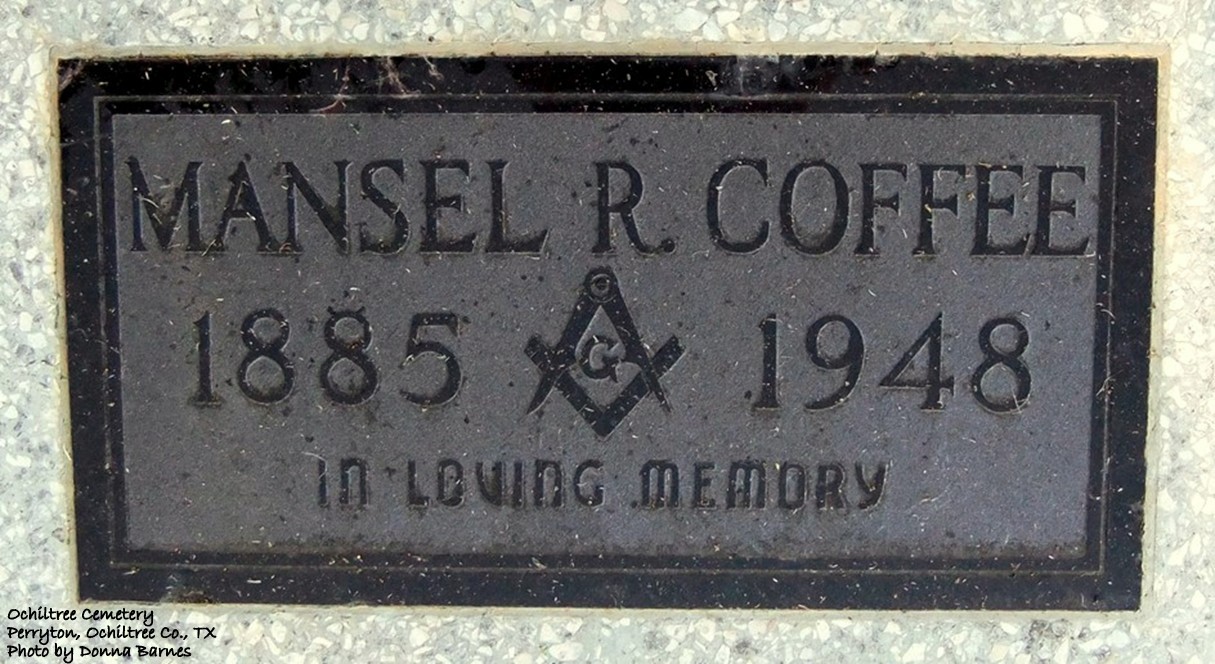 MANSEL R. COFFEE
1885 G 1948
IN LOVING MEMORY
Ochiltree Cemetery
Perryton, Ochiltree Co., TX
Photo by Donna Barnes